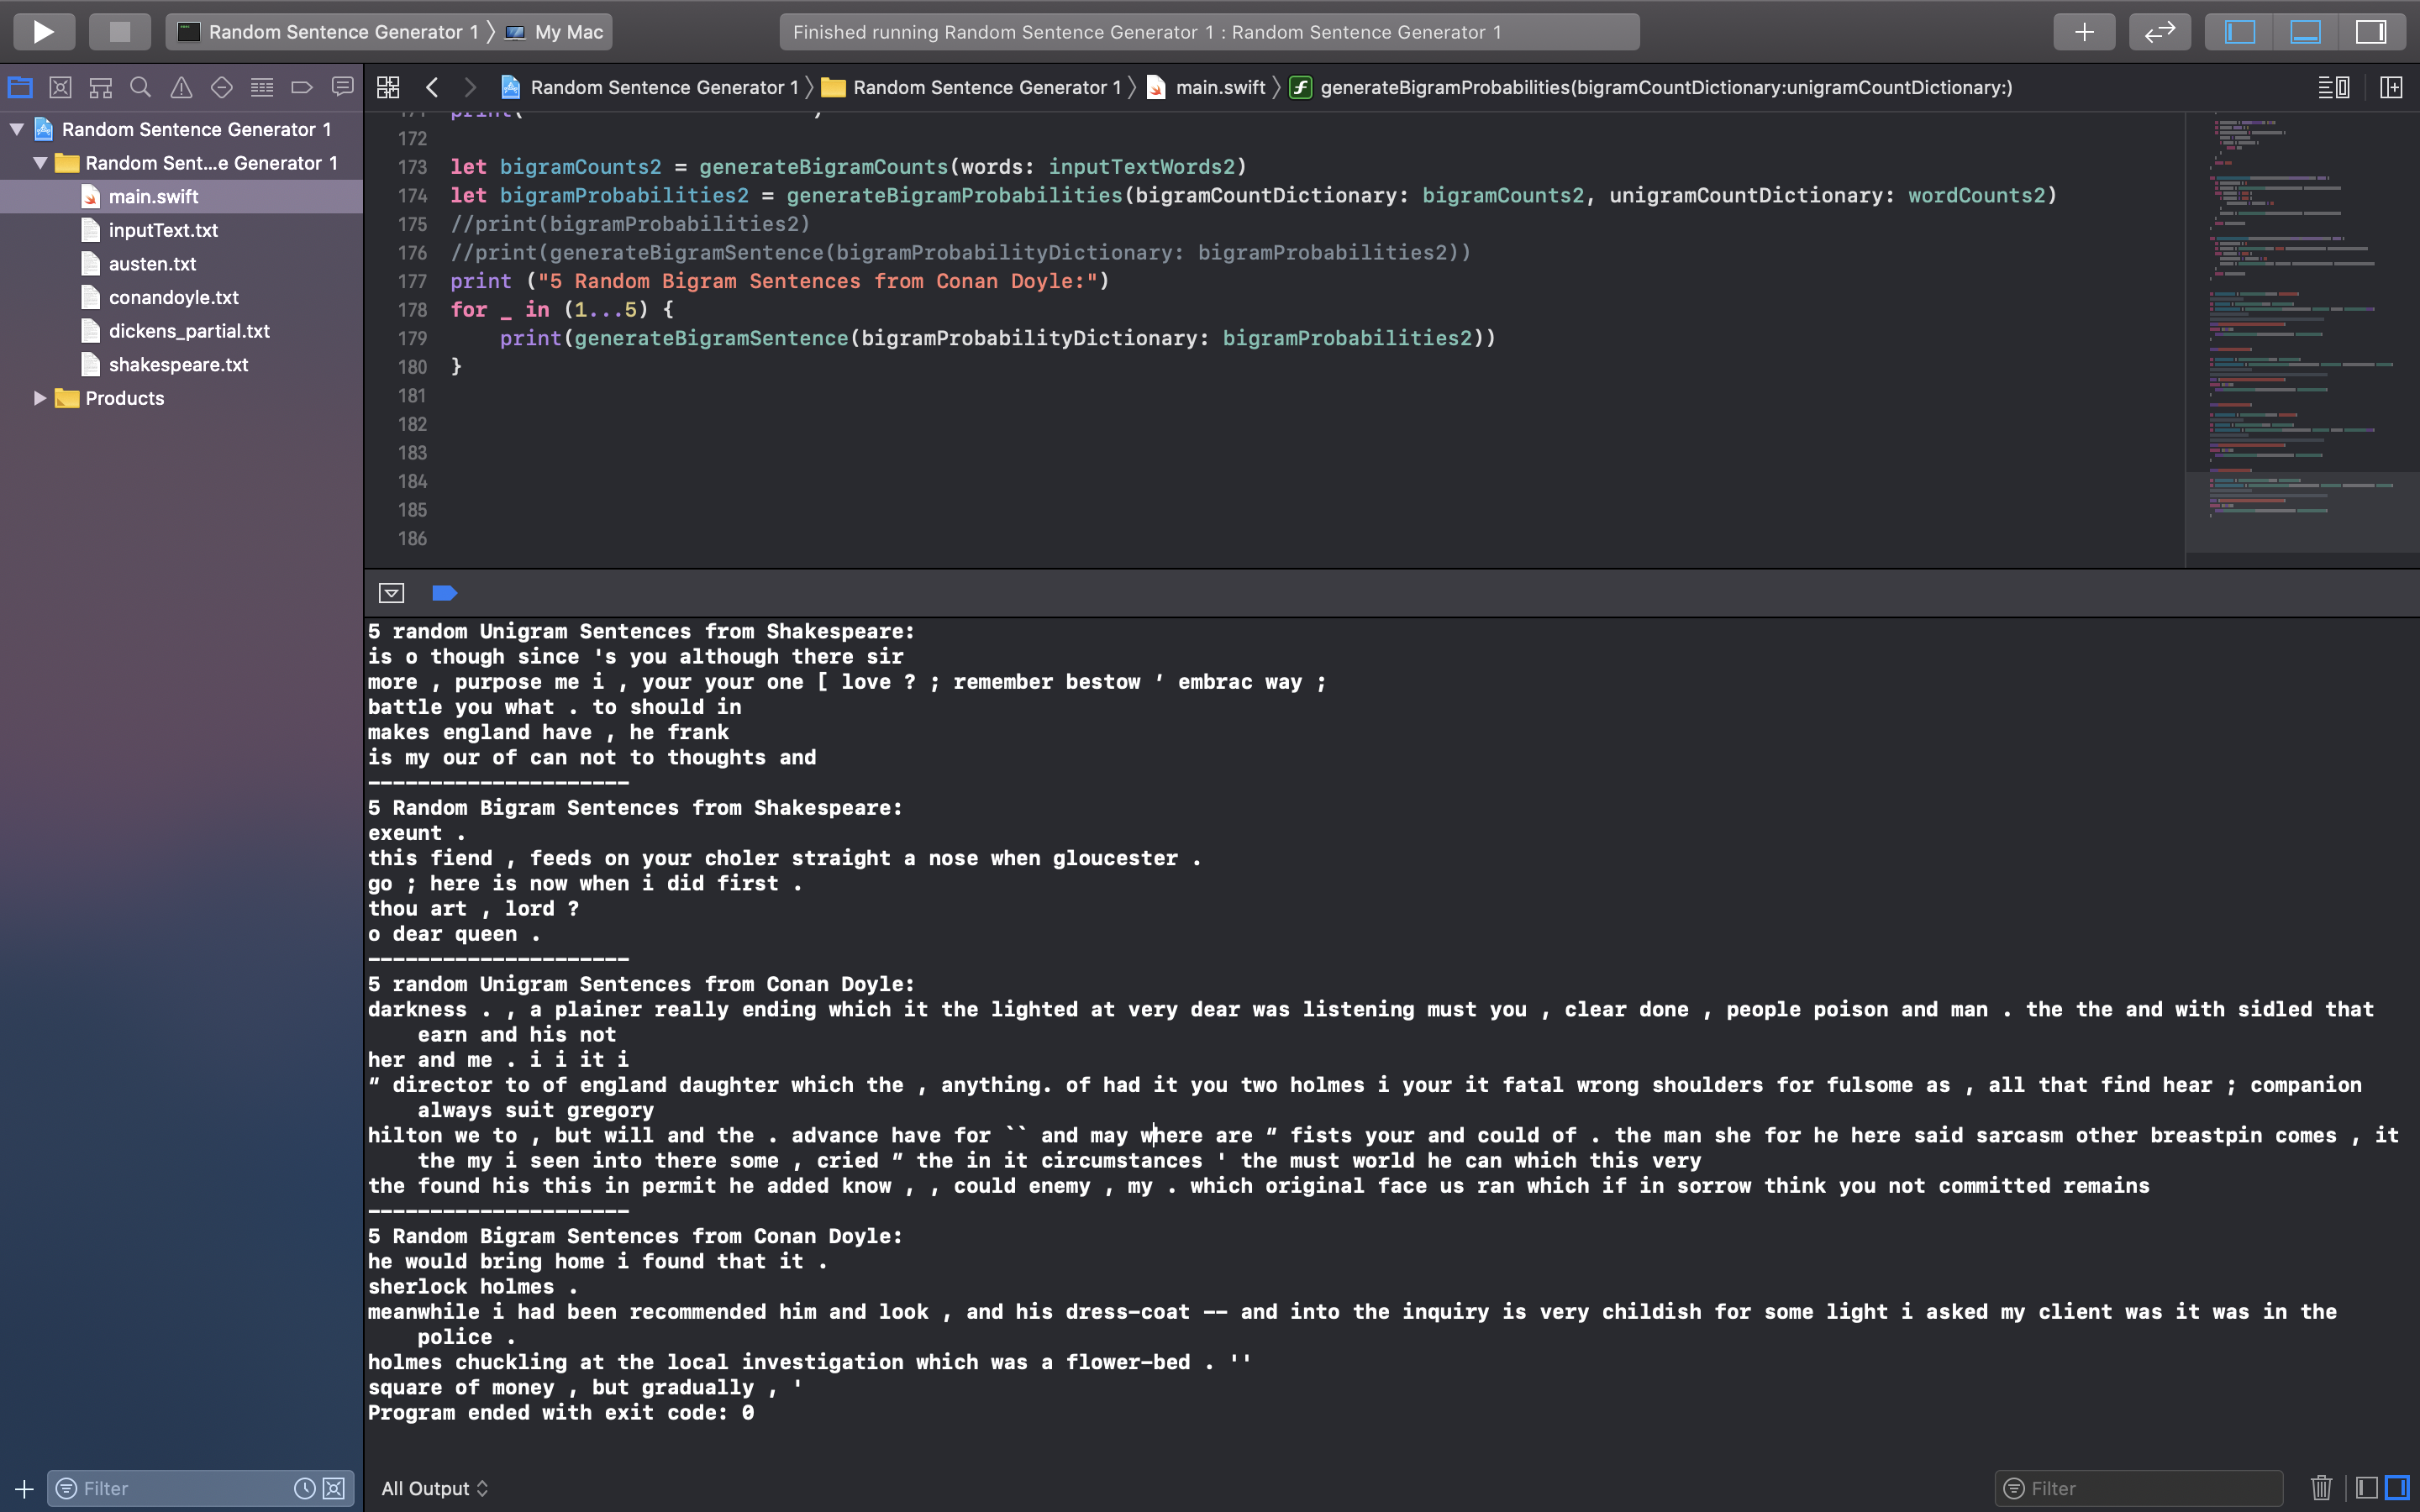 Random Sentence Generator 1 〉 My Mac
Finished running Random Sentence Generator 1 : Random Sentence Generator 1
Random Sentence Generator 1 〉 Random Sentence Generator 1 〉 main.swift 〉 generateBigramProbabilities(bigramCountDictionary:unigramCountDictionary:)
Random Sentence Generator 1
Random Sent...e Generator 1
main.swift
inputText.txt
austen.txt
conandoyle.txt
dickens_partial.txt
shakespeare.txt
Products
172
173 let bigramCounts2 = generateBigramCounts(words: inputTextWords2)
174 let bigramProbabilities2 = generateBigramProbabilities(bigramCountDictionary: bigramCounts2, unigramCountDictionary: wordCounts2)
175 //print(bigramProbabilities2)
176 //print(generateBigramSentence(bigramProbabilityDictionary: bigramProbabilities2))
177 print ("5 Random Bigram Sentences from Conan Doyle:")
178 for _ in (1...5) {
179 print(generateBigramSentence(bigramProbabilityDictionary: bigramProbabilities2))
180 }
181
182
183
184
185
186
5 random Unigram Sentences from Shakespeare:
is o though since 's you although there sir
more , purpose me i , your your one [ love ? ; remember bestow ’ embrac way ;
battle you what . to should in
makes england have , he frank
is my our of can not to thoughts and
---------------------
5 Random Bigram Sentences from Shakespeare:
exeunt .
this fiend , feeds on your choler straight a nose when gloucester .
go ; here is now when i did first .
thou art , lord ?
o dear queen .
---------------------
5 random Unigram Sentences from Conan Doyle:
darkness . , a plainer really ending which it the lighted at very dear was listening must you , clear done , people poison and man . the the and with sidled that
earn and his not
her and me . i i it i
” director to of england daughter which the , anything. of had it you two holmes i your it fatal wrong shoulders for fulsome as , all that find hear ; companion
always suit gregory
hilton we to , but will and the . advance have for `` and may where are “ fists your and could of . the man she for he here said sarcasm other breastpin comes , it
the my i seen into there some , cried ” the in it circumstances ' the must world he can which this very
the found his this in permit he added know , , could enemy , my . which original face us ran which if in sorrow think you not committed remains
---------------------
5 Random Bigram Sentences from Conan Doyle:
he would bring home i found that it .
sherlock holmes .
meanwhile i had been recommended him and look , and his dress-coat -- and into the inquiry is very childish for some light i asked my client was it was in the
police .
holmes chuckling at the local investigation which was a flower-bed . ''
square of money , but gradually , '
Program ended with exit code: 0
Filter
All Output
Filter